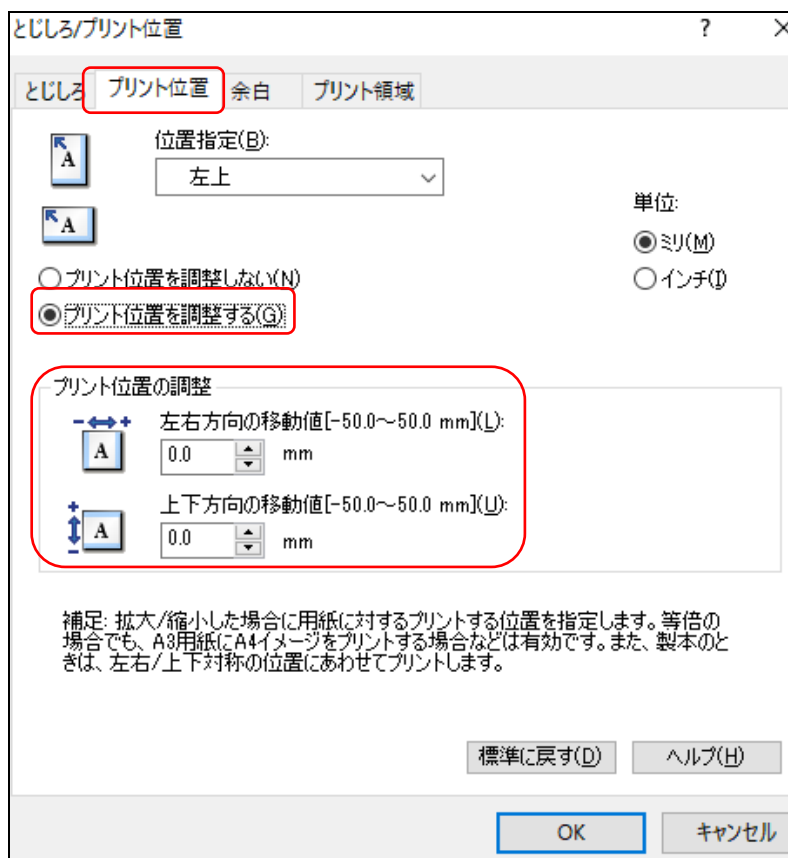 とじしろ/プリント位置 ?
とじしろ プリント位置 余白 プリント領域
位置指定(B):
A
左上
単位:
A
ミリ(M)
プリント位置を調整しない(N)
インチ(I)
プリント位置を調整する(G)
プリント位置の調整
- +
左右方向の移動値[-50.0~50.0 mm](L):
A
0.0 mm
上下方向の移動値[-50.0~50.0 mm](U):
+
A
0.0 mm
-
補足: 拡大/縮小した場合に用紙に対するプリントする位置を指定します。等倍の
場合でも、A3用紙にA4イメージをプリントする場合などは有効です。また、製本のと
きは、左右/上下対称の位置にあわせてプリントします。
標準に戻す(D) ヘルプ(H)
OK キャンセル